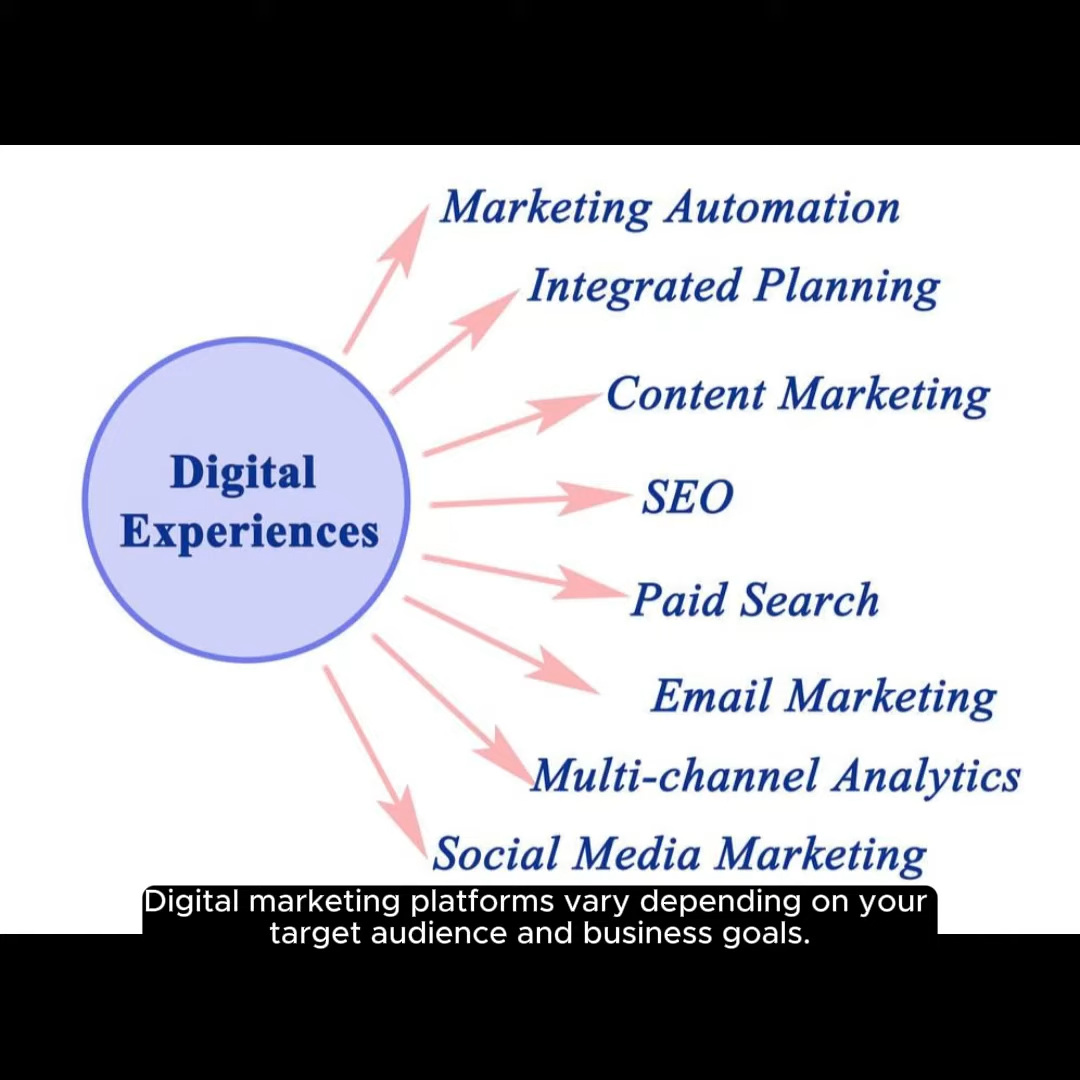 Marketing Automation
Integrated Planning
Content Marketing
Digital
Experiences
SEO
Paid Search
Email Marketing
Multi-channel Analytics
Social Media Marketing
Digital marketing platforms vary depending on your
target audience and business goals.